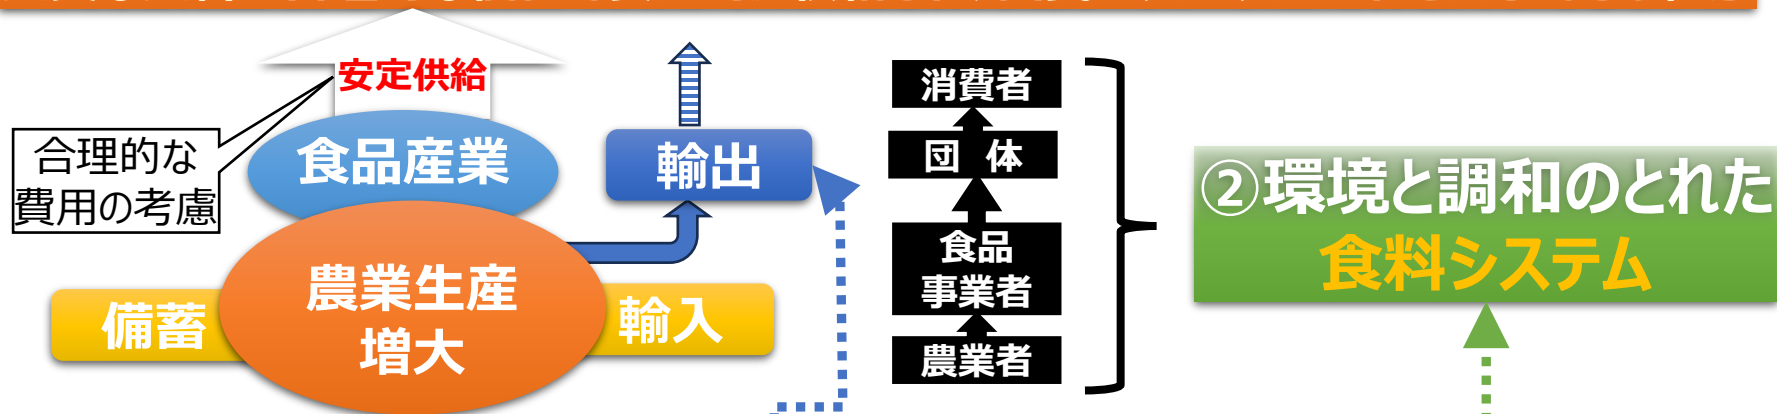 安定供給
合理的な
費用の考慮
食品産業
農業生産
増大
備蓄
輸入
輸出
消費者
団 体
食品
事業者
農業者
②環境と調和のとれた
食料システム